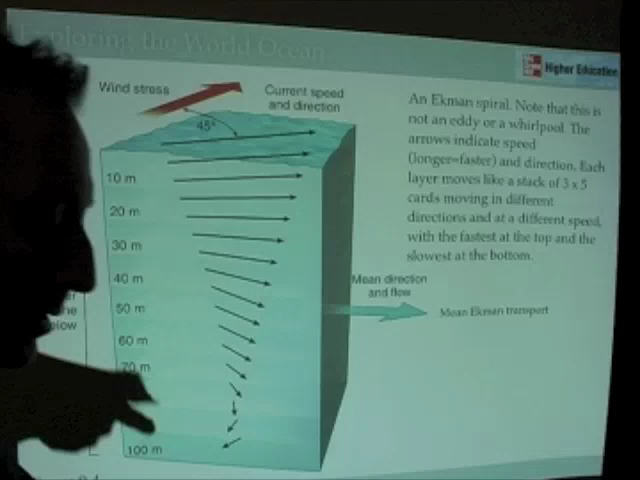 Exploring the World Ocean
Higher Education
Wind stress
Current speed
and direction
45°
An Ekman spiral. Note that this is
not an eddy or a whirlpool. The
arrows indicate speed
(longer=faster) and direction. Each
layer moves like a stack of 3 x 5
cards moving in different
directions and at a different speed,
with the fastest at the top and the
slowest at the bottom.
10 m
20 m
30 m
40 m
50 m
60 m
70 m
100 m
Mean direction
and flow
Mean Ekman transport